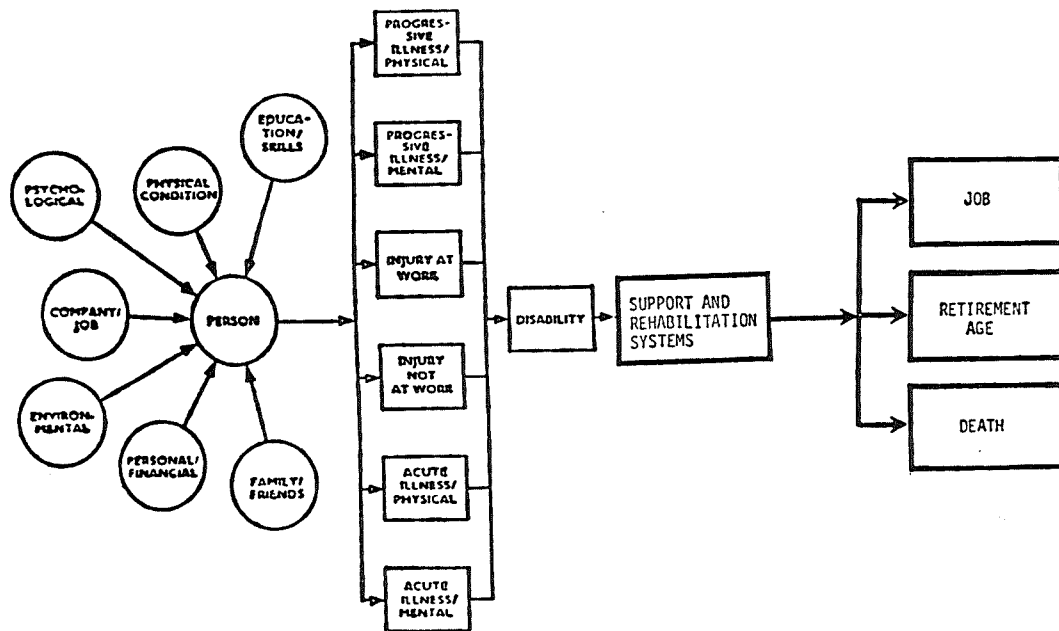 EDUCA-
TION/
SKILLS
PHYSICAL
CONDITION
PSYCHO-
LOGICAL
COMPANY/
JOB
ENVIRON-
MENTAL
PERSONAL/
FINANCIAL
FAMILY/
FRIENDS
PERSON
PROGRES-
SIVE
ILLNESS/
PHYSICAL
PROGRES-
SIVE
ILLNESS/
MENTAL
INJURY AT
WORK
INJURY
NOT
AT WORK
ACUTE
ILLNESS/
PHYSICAL
ACUTE
ILLNESS/
MENTAL
DISABILITY
SUPPORT AND
REHABILITATION
SYSTEMS
JOB
RETIREMENT
AGE
DEATH